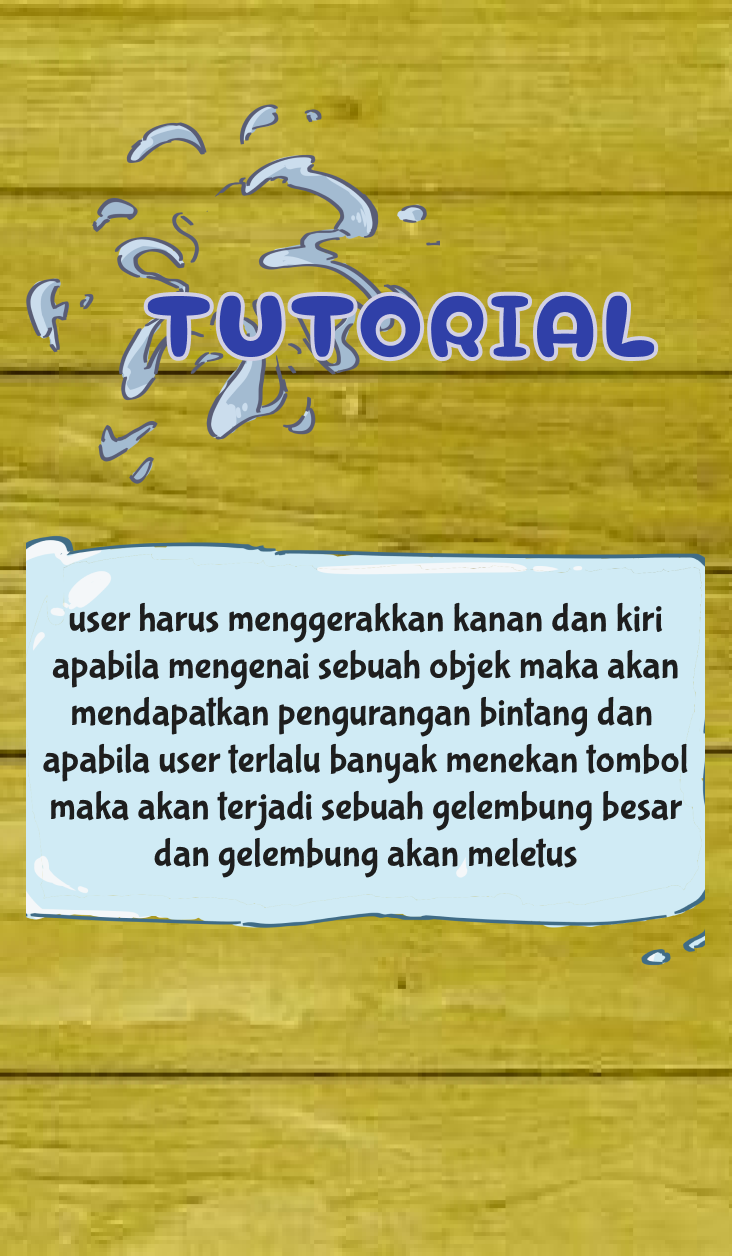 TUTORIAL
user harus menggerakkan kanan dan kiri
apabila mengenai sebuah objek maka akan
mendapatkan pengurangan bintang dan
apabila user terlalu banyak menekan tombol
maka akan terjadi sebuah gelembung besar
dan gelembung akan meletus